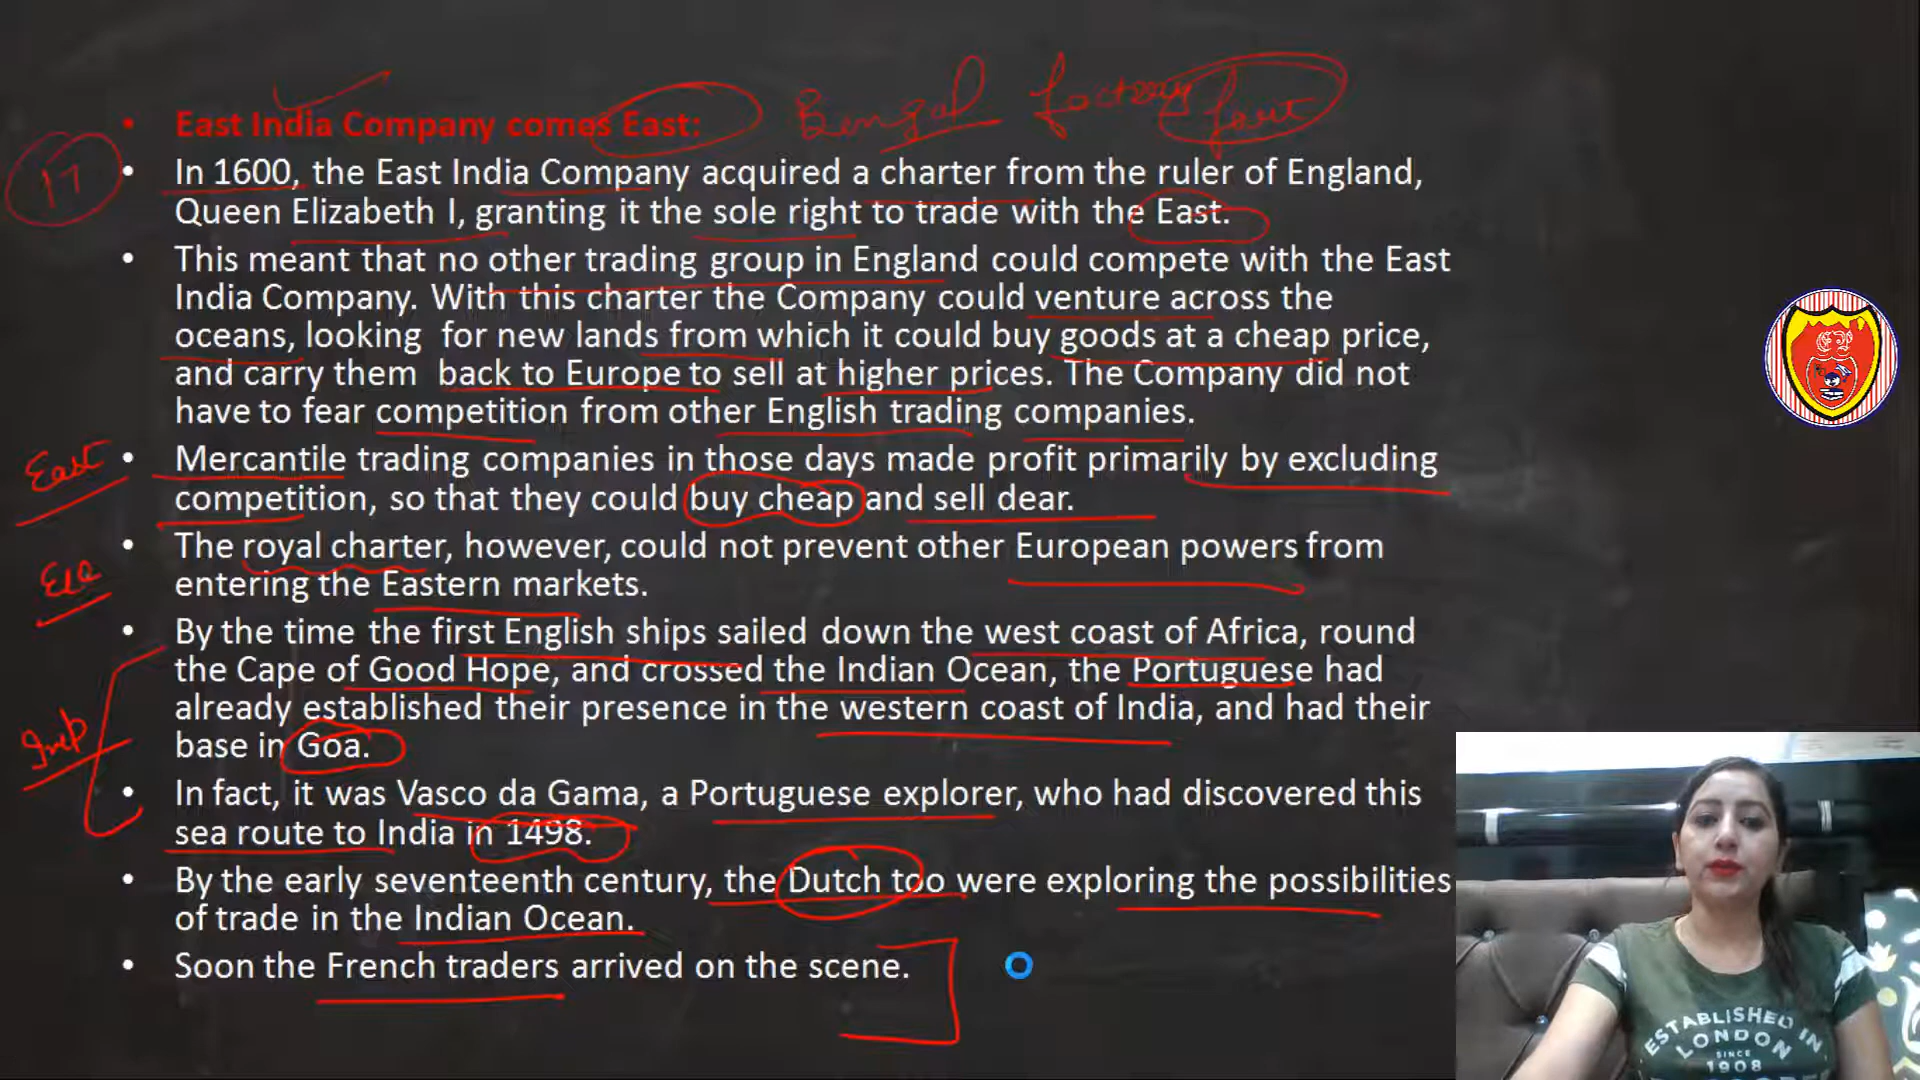 Bengal factory fort
• East India Company comes East:
17
• In 1600, the East India Company acquired a charter from the ruler of England,
Queen Elizabeth I, granting it the sole right to trade with the East.
• This meant that no other trading group in England could compete with the East
India Company. With this charter the Company could venture across the
oceans, looking for new lands from which it could buy goods at a cheap price,
and carry them back to Europe to sell at higher prices. The Company did not
have to fear competition from other English trading companies.
East
• Mercantile trading companies in those days made profit primarily by excluding
competition, so that they could buy cheap and sell dear.
• The royal charter, however, could not prevent other European powers from
entering the Eastern markets.
• By the time the first English ships sailed down the west coast of Africa, round
the Cape of Good Hope, and crossed the Indian Ocean, the Portuguese had
already established their presence in the western coast of India, and had their
base in Goa.
Imp
• In fact, it was Vasco da Gama, a Portuguese explorer, who had discovered this
sea route to India in 1498.
• By the early seventeenth century, the Dutch too were exploring the possibilities
of trade in the Indian Ocean.
• Soon the French traders arrived on the scene.
ESTABLISHED IN
LONDON
SINCE
1908